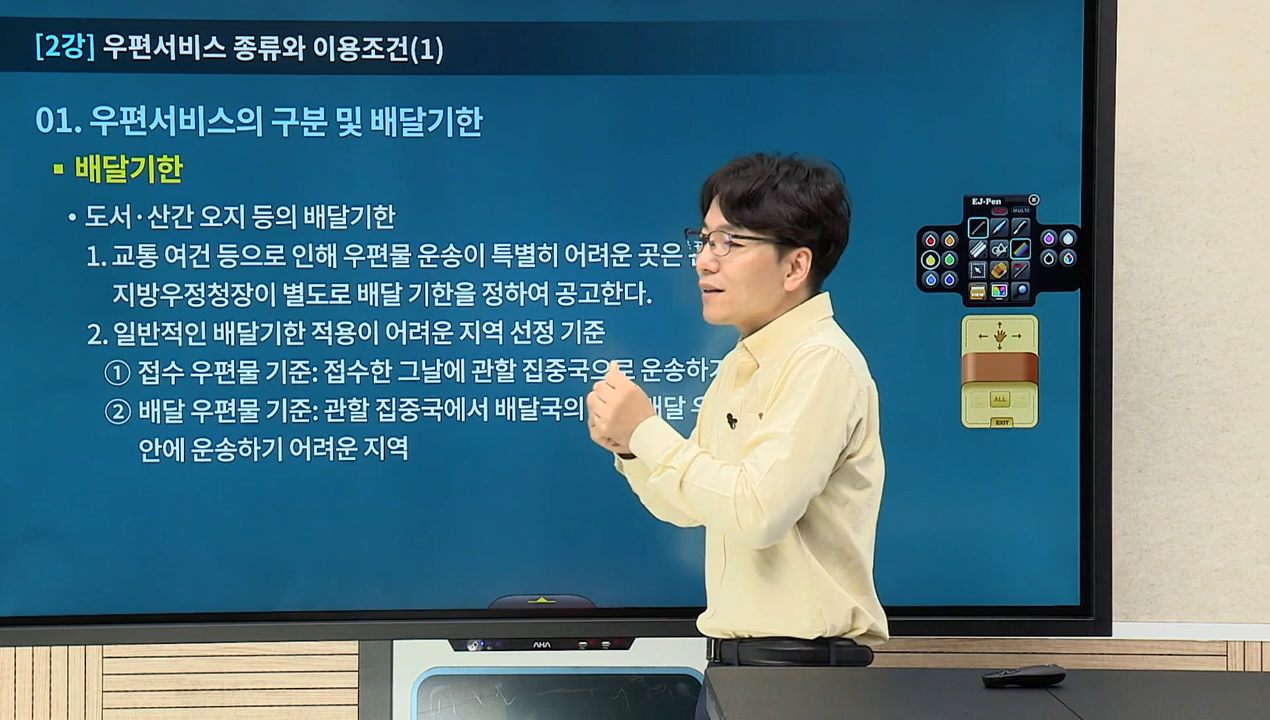 [2강] 우편서비스 종류와 이용조건(1)
01. 우편서비스의 구분 및 배달기한
▪ 배달기한
• 도서·산간 오지 등의 배달기한
1. 교통 여건 등으로 인해 우편물 운송이 특별히 어려운 곳은
지방우정청장이 별도로 배달 기한을 정하여 공고한다.
2. 일반적인 배달기한 적용이 어려운 지역 선정 기준
① 접수 우편물 기준: 접수한 그날에 관할 집중국으로 운송하기
② 배달 우편물 기준: 관할 집중국에서 배달국의 배달
안에 운송하기 어려운 지역
EJ-Pen
MULTI
VIEW
ALL
EXIT
AHA